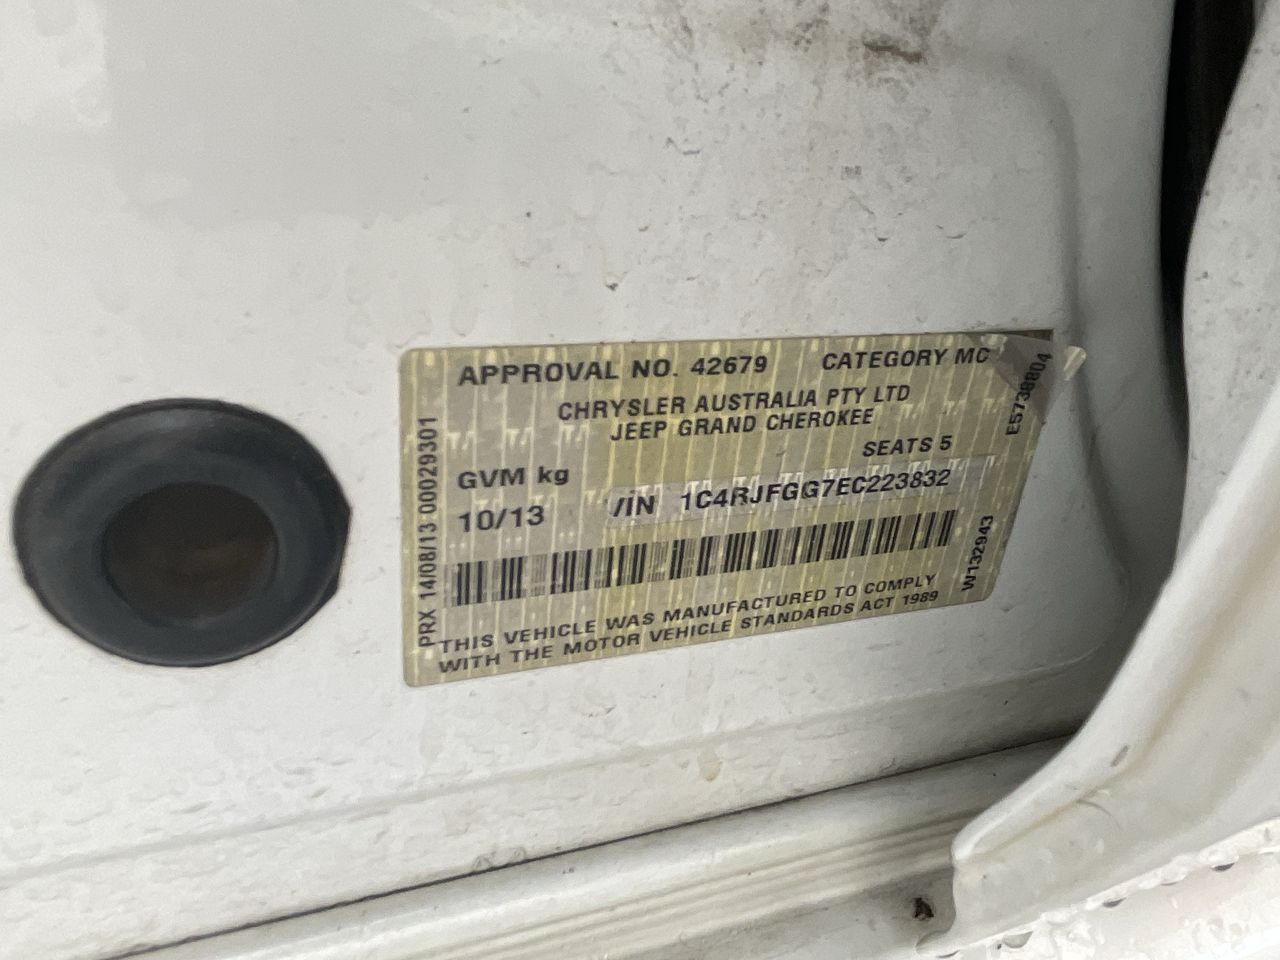 APPROVAL NO. 42679 CATEGORY MC
CHRYSLER AUSTRALIA PTY LTD
JEEP GRAND CHEROKEE
SEATS 5
GVM kg
10/13
VIN 1C4RJFGG7EC223832
THIS VEHICLE WAS MANUFACTURED TO COMPLY
WITH THE MOTOR VEHICLE STANDARDS ACT 1989
PRX 14/08/13 00029301
E5738804
W132943